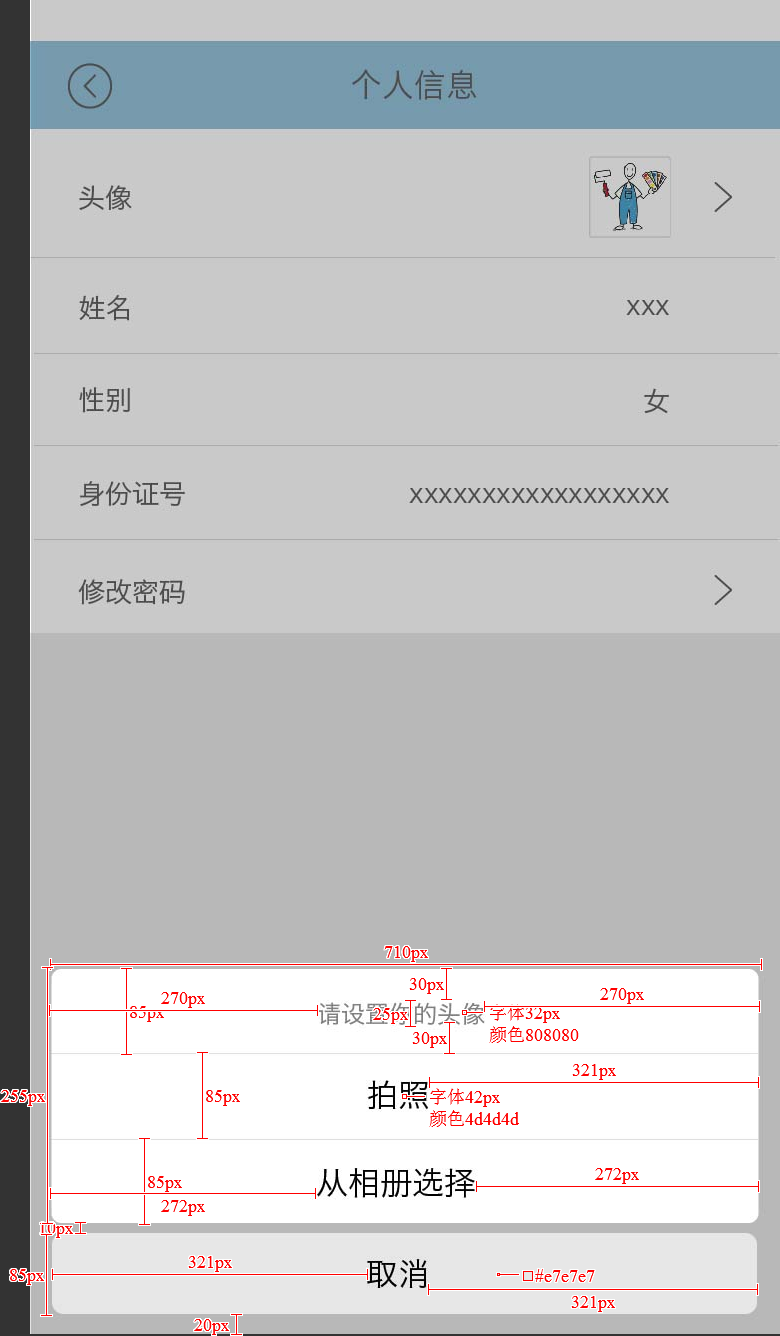 个人信息
头像
姓名 xxx
性别 女
身份证号 xxxxxxxxxxxxxxxxxx
修改密码
710px
30px
270px 270px
85px
请设置你的头像
25px
字体32px
30px
颜色808080
321px
255px
85px
拍照
字体42px
颜色4d4d4d
85px
从相册选择
272px
272px
10px
321px
85px
取消
#e7e7e7
321px
20px